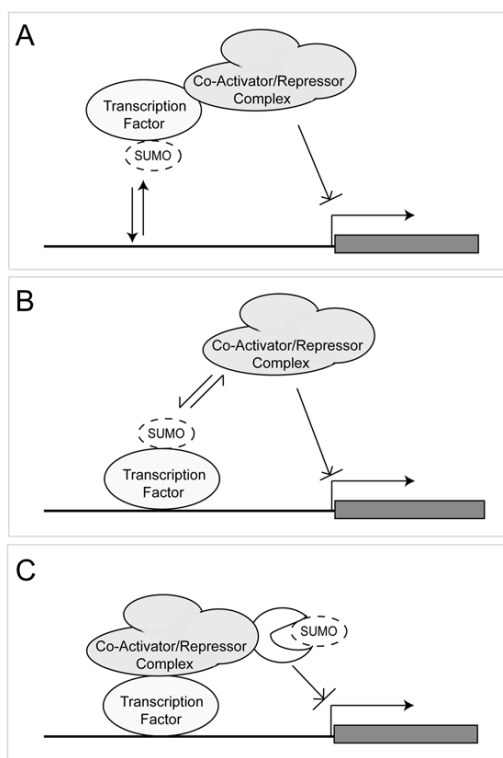 A
Co-Activator/Repressor
Complex
Transcription
Factor
SUMO
B
Co-Activator/Repressor
Complex
SUMO
Transcription
Factor
C
Co-Activator/Repressor
Complex
SUMO
Transcription
Factor